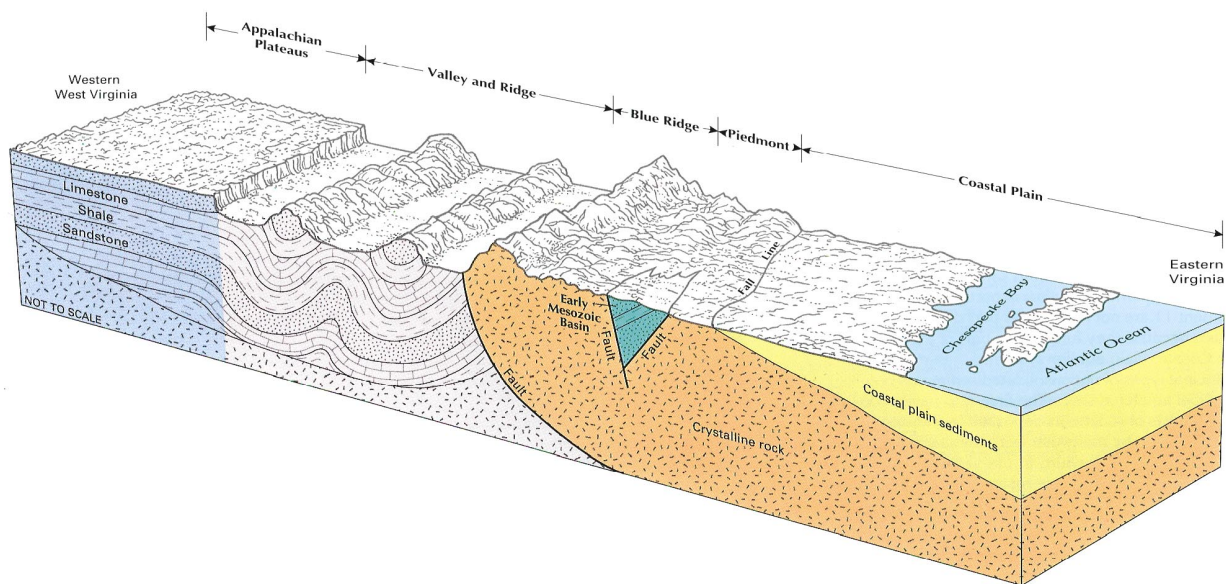 Appalachian
Plateaus
Valley and Ridge
Blue Ridge
Piedmont
Coastal Plain
Western
West Virginia
Eastern
Virginia
Limestone
Shale
Sandstone
NOT TO SCALE
Fall Line
Early
Mesozoic
Basin
Fault
Fault
Fault
Crystalline rock
Coastal plain sediments
Chesapeake Bay
Atlantic Ocean